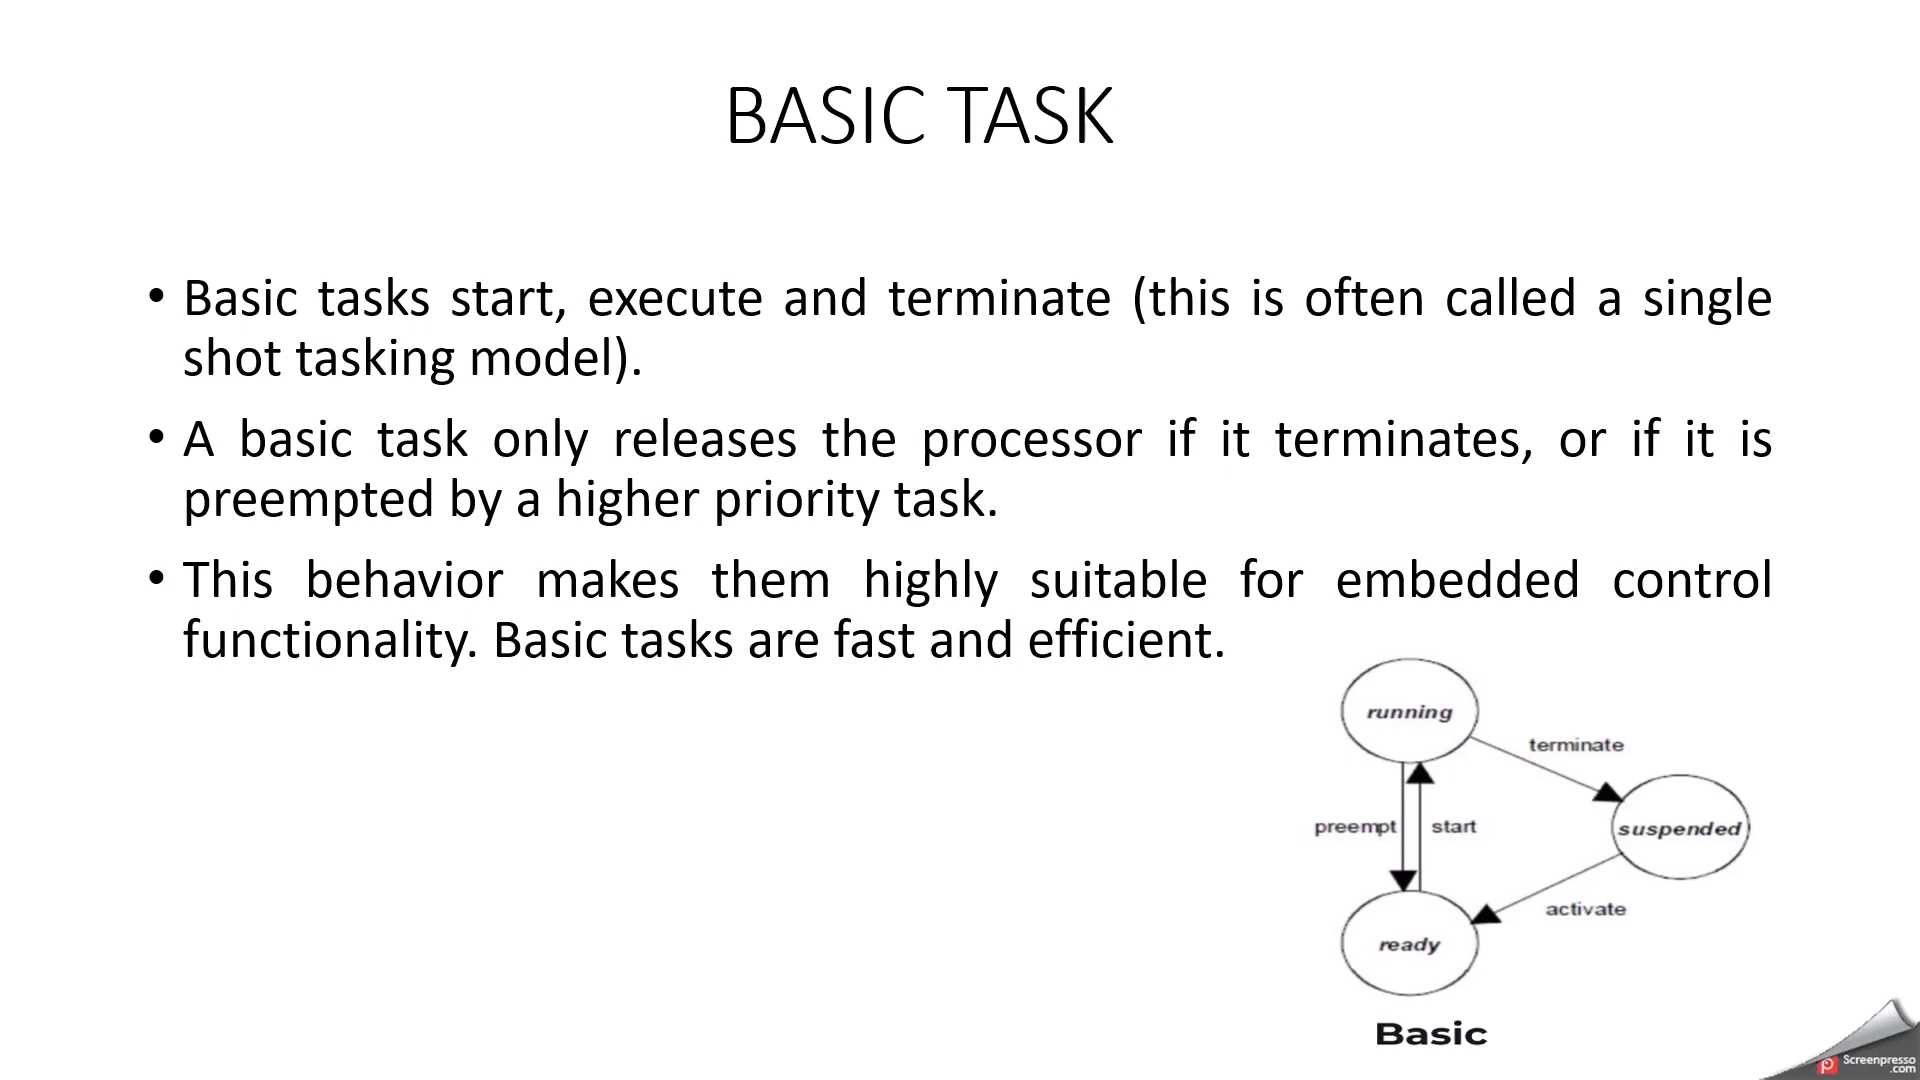 BASIC TASK
• Basic tasks start, execute and terminate (this is often called a single
shot tasking model).
• A basic task only releases the processor if it terminates, or if it is
preempted by a higher priority task.
• This behavior makes them highly suitable for embedded control
functionality. Basic tasks are fast and efficient.
running
terminate
preempt
start
suspended
activate
ready
Basic
Screenpresso
.com